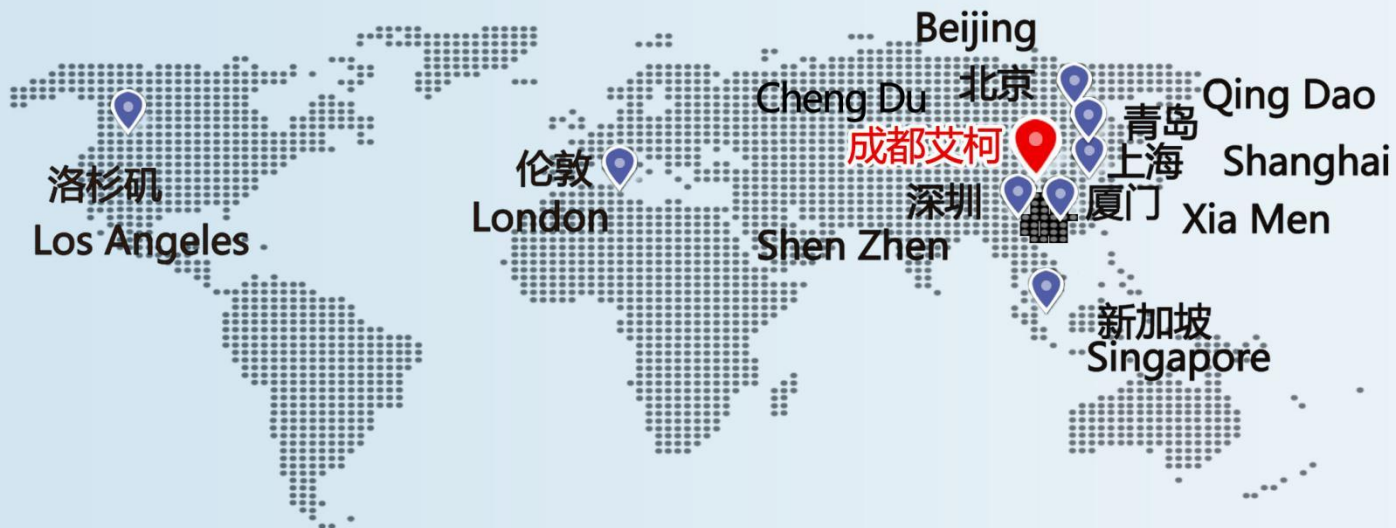 Beijing
北京
Cheng Du
成都艾柯
Qing Dao
青岛
上海 Shanghai
洛杉矶
Los Angeles
伦敦
London
深圳
Shen Zhen
厦门
Xia Men
新加坡
Singapore